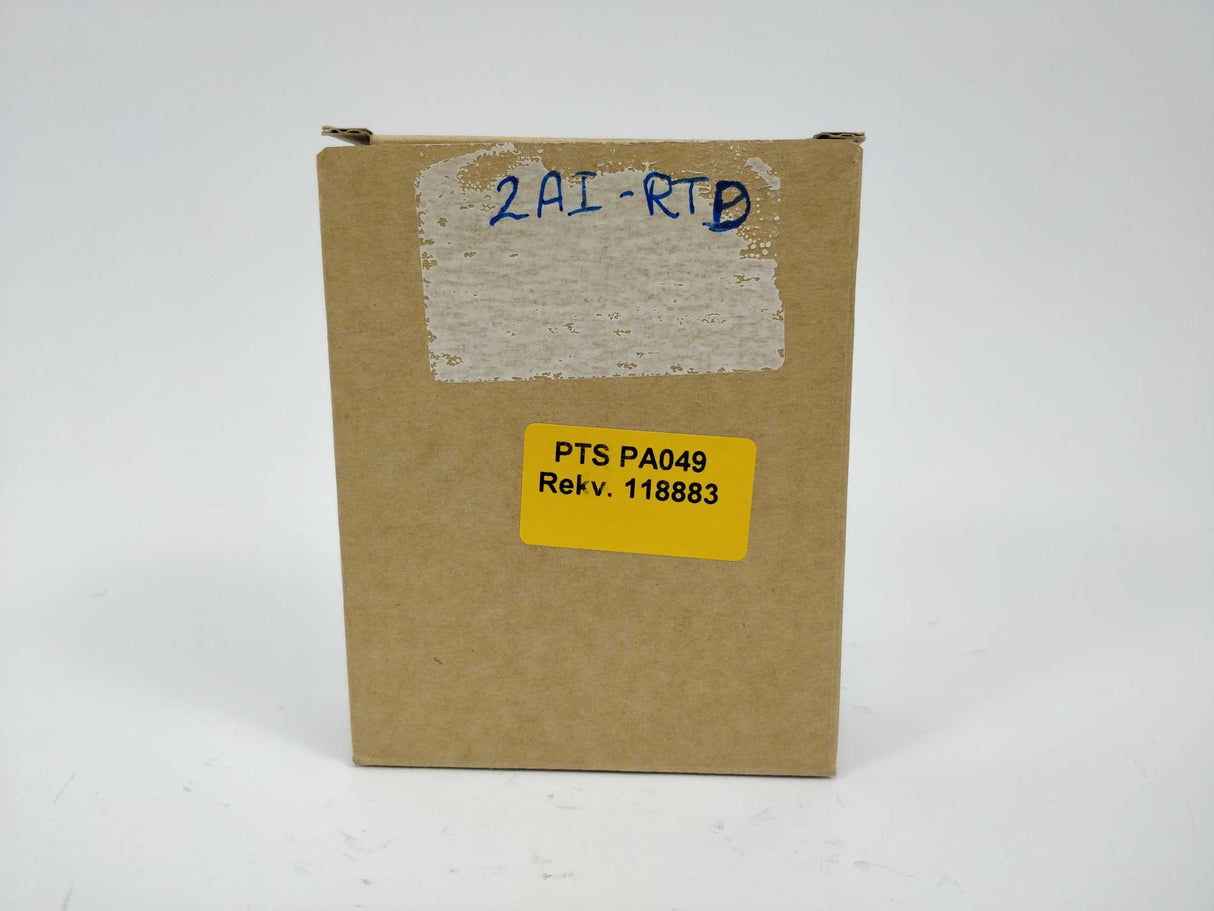 2AI-RTD
PTS PA049
Rekv. 118883